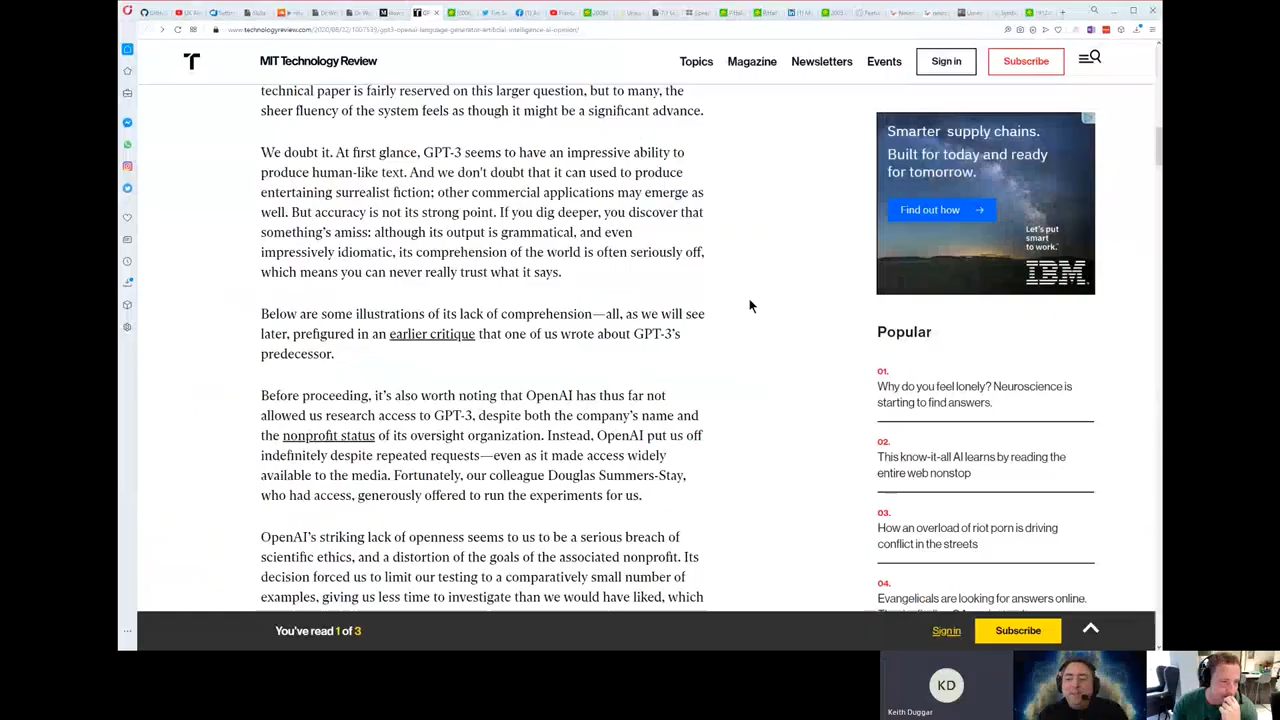 www.technologyreview.com/2020/08/22/1007539/gpt3-openai-language-generator-artificial-intelligence-ai-opinion/
MIT Technology Review
Topics
Magazine
Newsletters
Events
Sign in
Subscribe
technical paper is fairly reserved on this larger question, but to many, the
sheer fluency of the system feels as though it might be a significant advance.
We doubt it. At first glance, GPT-3 seems to have an impressive ability to
produce human-like text. And we don't doubt that it can used to produce
entertaining surrealist fiction; other commercial applications may emerge as
well. But accuracy is not its strong point. If you dig deeper, you discover that
something’s amiss: although its output is grammatical, and even
impressively idiomatic, its comprehension of the world is often seriously off,
which means you can never really trust what it says.
Below are some illustrations of its lack of comprehension—all, as we will see
later, prefigured in an earlier critique that one of us wrote about GPT-3’s
predecessor.
Before proceeding, it’s also worth noting that OpenAI has thus far not
allowed us research access to GPT-3, despite both the company’s name and
the nonprofit status of its oversight organization. Instead, OpenAI put us off
indefinitely despite repeated requests—even as it made access widely
available to the media. Fortunately, our colleague Douglas Summers-Stay,
who had access, generously offered to run the experiments for us.
OpenAI’s striking lack of openness seems to us to be a serious breach of
scientific ethics, and a distortion of the goals of the associated nonprofit. Its
decision forced us to limit our testing to a comparatively small number of
examples, giving us less time to investigate than we would have liked, which
Smarter supply chains.
Built for today and ready
for tomorrow.
Find out how →
Let's put
smart
to work.
IBM
Popular
01.
Why do you feel lonely? Neuroscience is
starting to find answers.
02.
This know-it-all AI learns by reading the
entire web nonstop
03.
How an overload of riot porn is driving
conflict in the streets
04.
Evangelicals are looking for answers online.
You’ve read 1 of 3
Sign in
Subscribe
KD
Keith Duggar